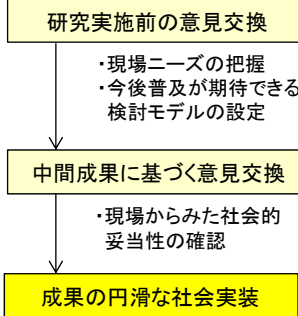 研究実施前の意見交換
・現場ニーズの把握
・今後普及が期待できる
検討モデルの設定
中間成果に基づく意見交換
・現場からみた社会的
妥当性の確認
成果の円滑な社会実装